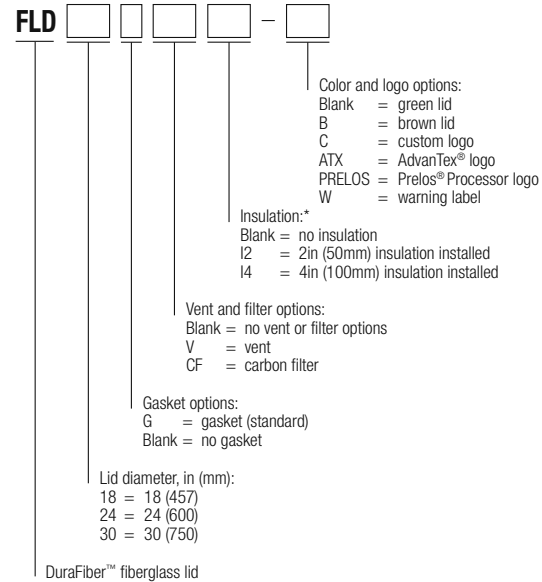 FLD –
Color and logo options:
Blank = green lid
B = brown lid
C = custom logo
ATX = AdvanTex® logo
PRELOS = Prelos® Processor logo
W = warning label
Insulation:*
Blank = no insulation
I2 = 2in (50mm) insulation installed
I4 = 4in (100mm) insulation installed
Vent and filter options:
Blank = no vent or filter options
V = vent
CF = carbon filter
Gasket options:
G = gasket (standard)
Blank = no gasket
Lid diameter, in (mm):
18 = 18 (457)
24 = 24 (600)
30 = 30 (750)
DuraFiber™ fiberglass lid